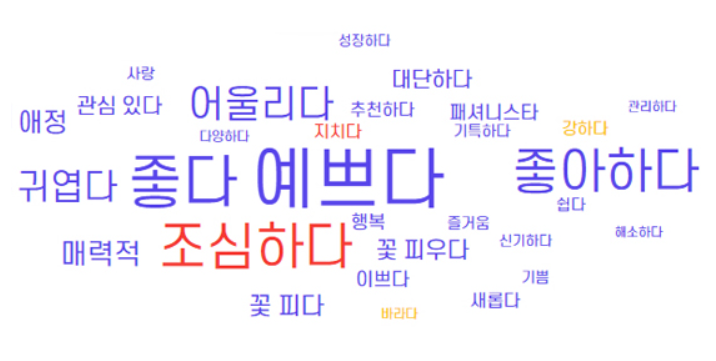 성장하다
사랑
대단하다
관심 있다
어울리다
추천하다
패셔니스타
관리하다
애정
다양하다
지치다
기특하다
강하다
귀엽다
좋다
예쁘다
좋아하다
쉽다
매력적
조심하다
행복
즐거움
꽃 피우다
신기하다
해소하다
이쁘다
기쁨
꽃 피다
새롭다
바라다